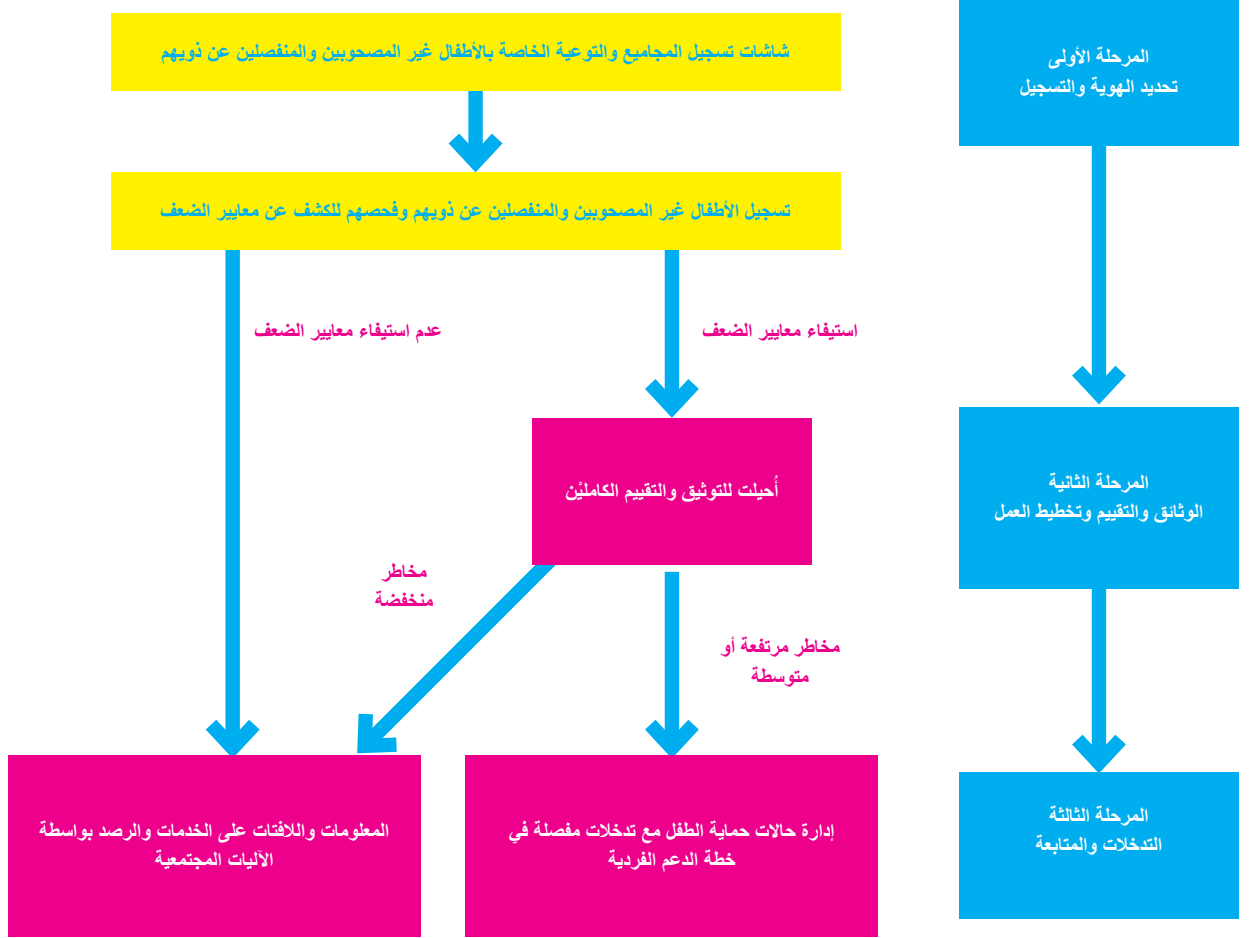 المرحلة الأولى
تحديد الهوية والتسجيل
شاشات تسجيل المجاميع والتوعية الخاصة بالأطفال غير المصحوبين والمنفصلين عن ذويهم
تسجيل الأطفال غير المصحوبين والمنفصلين عن ذويهم وفحصهم للكشف عن معايير الضعف
استيفاء معايير الضعف
عدم استيفاء معايير الضعف
المرحلة الثانية
الوثائق والتقييم وتخطيط العمل
أُحيلت للتوثيق والتقييم الكامليْن
مخاطر
منخفضة
مخاطر مرتفعة أو
متوسطة
المرحلة الثالثة
التدخلات والمتابعة
إدارة حالات حماية الطفل مع تدخلات مفصلة في
خطة الدعم الفردية
المعلومات واللافتات على الخدمات والرصد بواسطة
الآليات المجتمعية